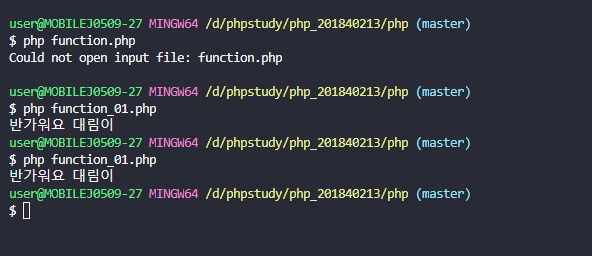 user@MOBILEJ0509-27 MINGW64 /d/phpstudy/php_201840213/php (master)
$ php function.php
Could not open input file: function.php
user@MOBILEJ0509-27 MINGW64 /d/phpstudy/php_201840213/php (master)
$ php function_01.php
반가워요 대림이
user@MOBILEJ0509-27 MINGW64 /d/phpstudy/php_201840213/php (master)
$ php function_01.php
반가워요 대림이
user@MOBILEJ0509-27 MINGW64 /d/phpstudy/php_201840213/php (master)
$